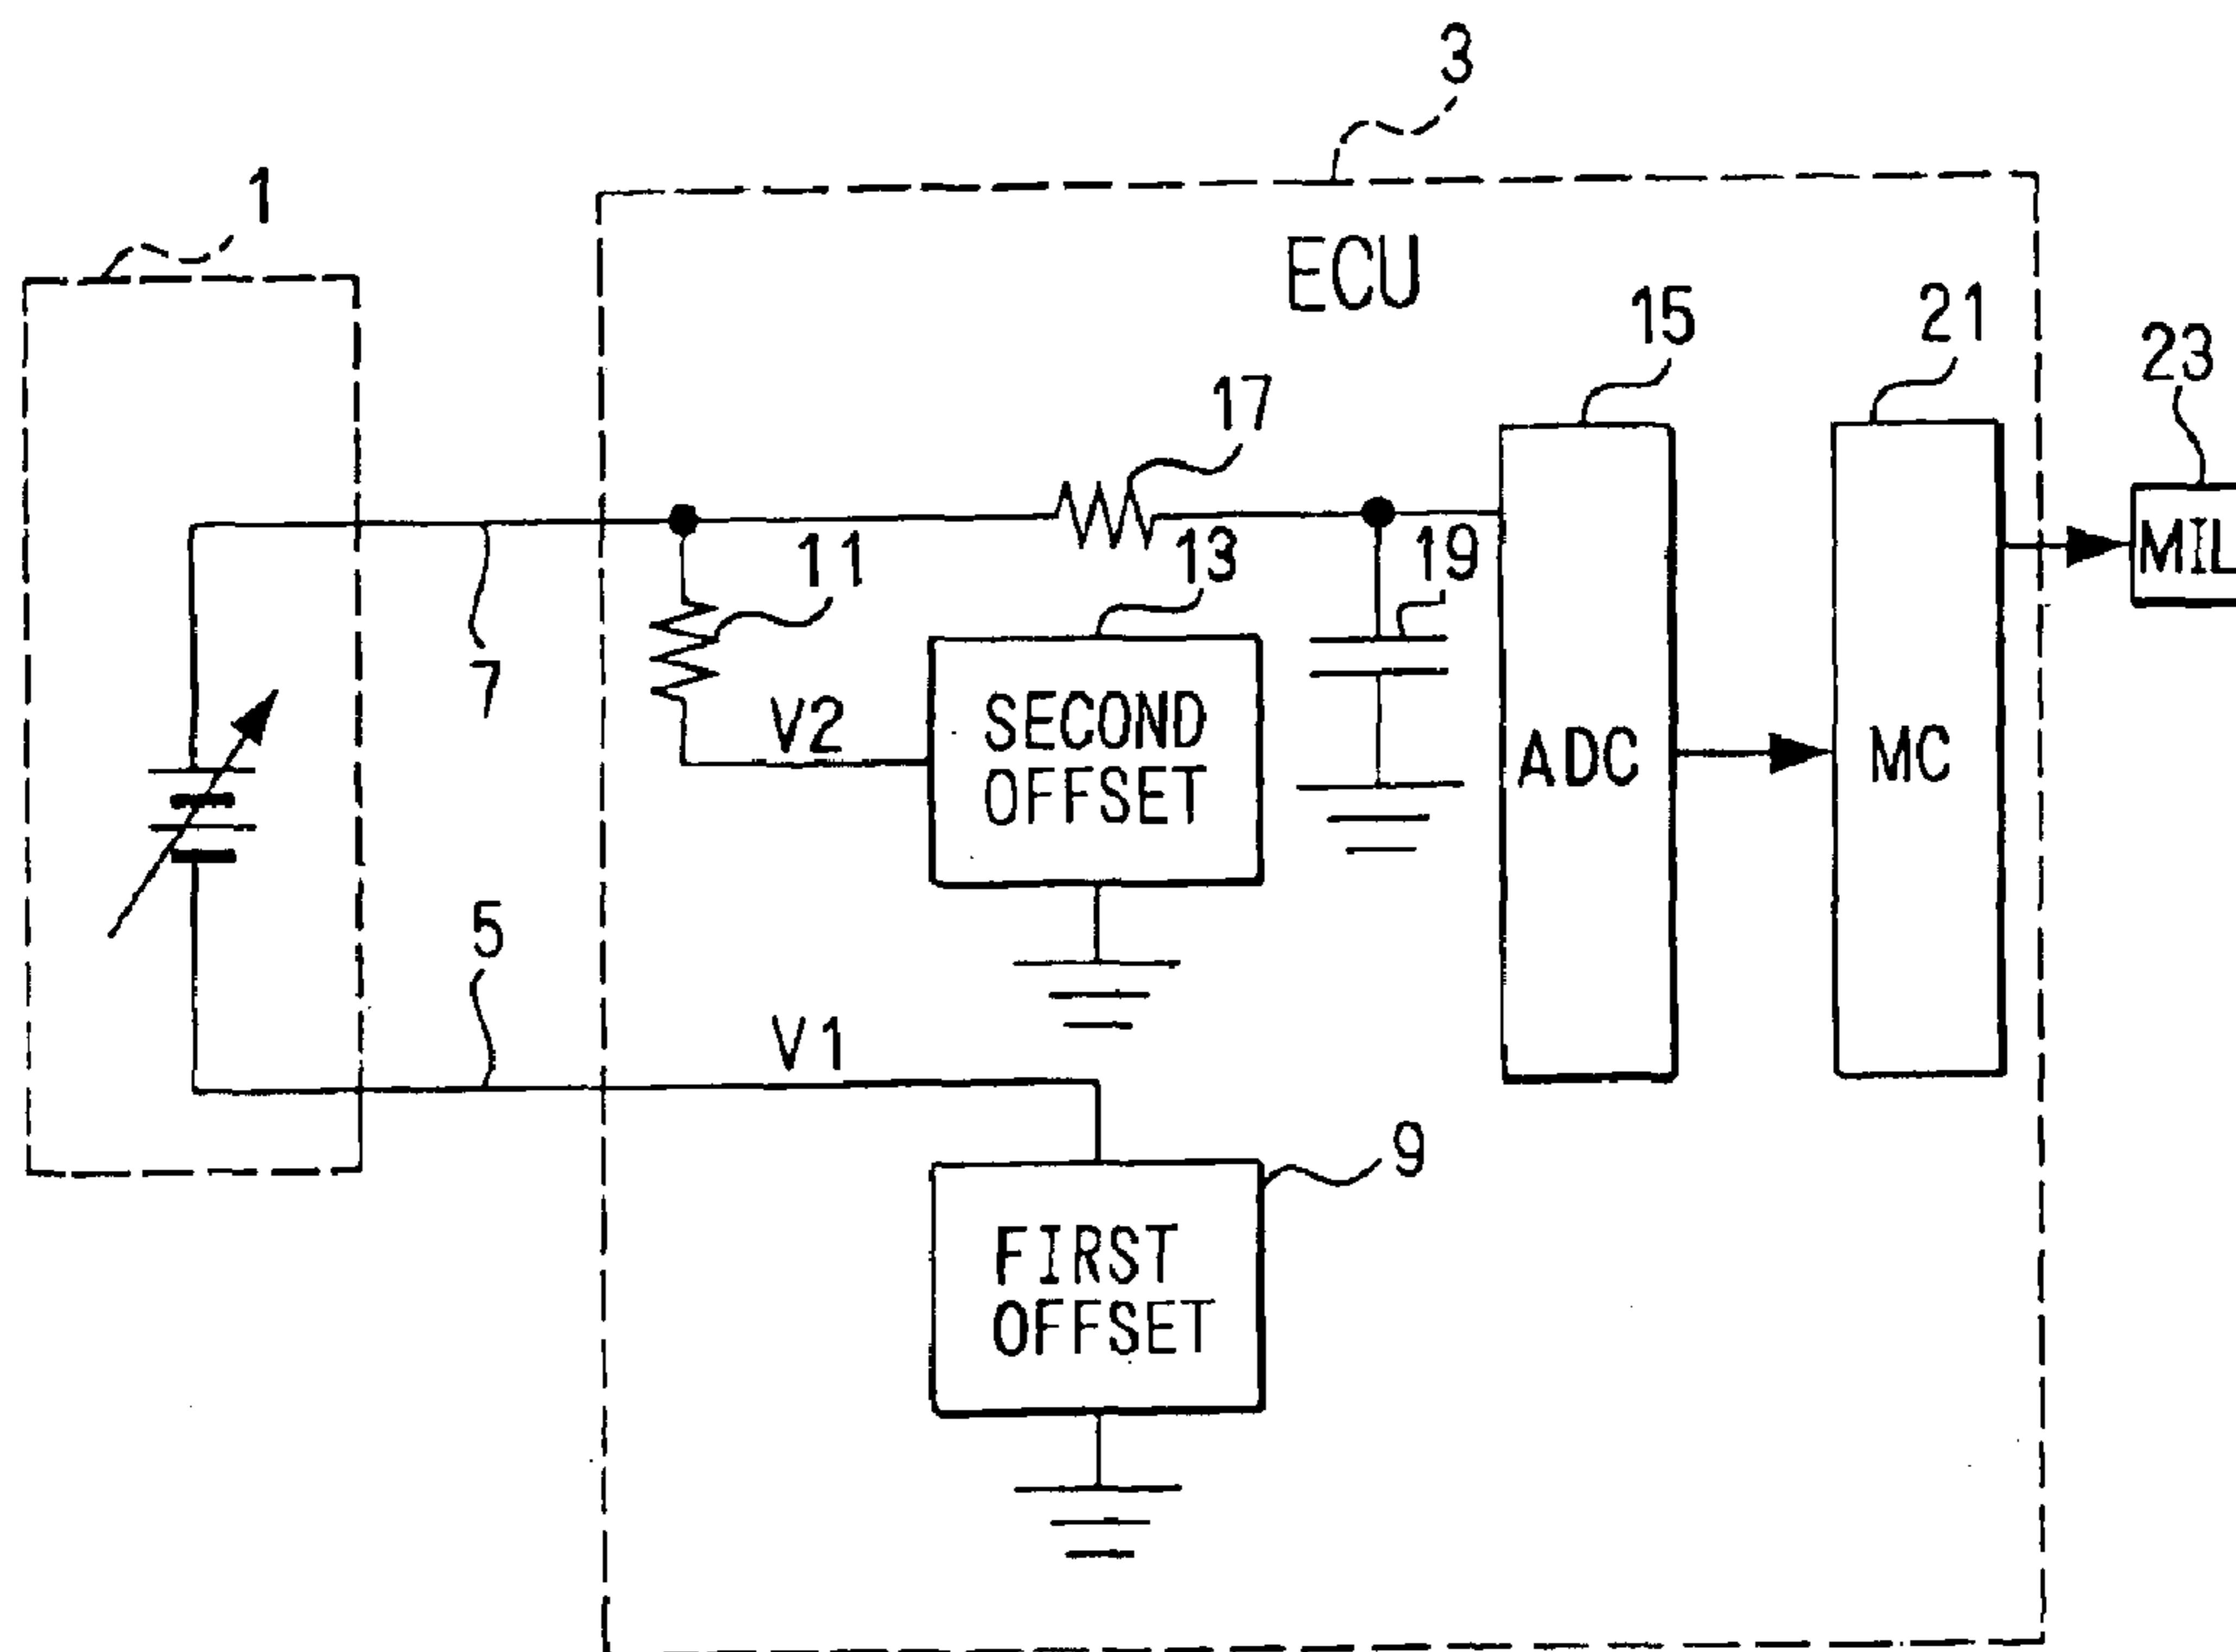 3
1
ECU
15
21
23
17
11
13
19
MIL
7
V2
SECOND
OFFSET
ADC
MC
5
V1
9
FIRST
OFFSET